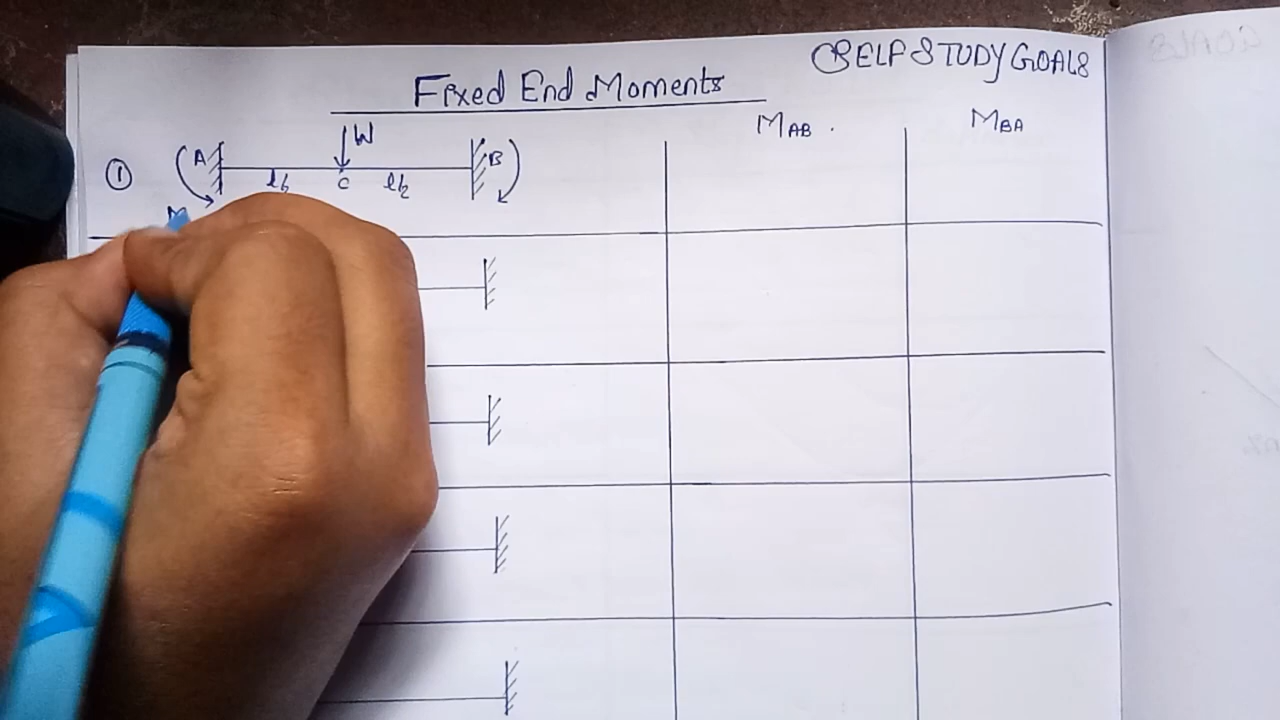 SELF STUDY GOALS
Fixed End Moments
MAB. MBA
W
① A B
l/2 C l/2
M